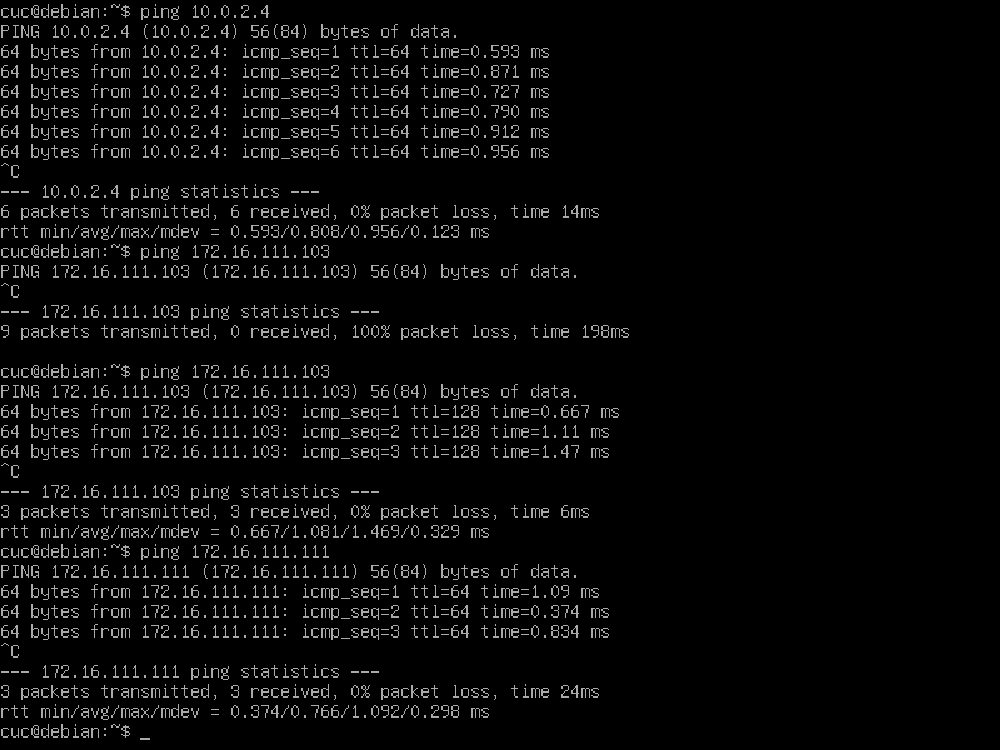 cuc@debian:~$ ping 10.0.2.4
PING 10.0.2.4 (10.0.2.4) 56(84) bytes of data.
64 bytes from 10.0.2.4: icmp_seq=1 ttl=64 time=0.593 ms
64 bytes from 10.0.2.4: icmp_seq=2 ttl=64 time=0.871 ms
64 bytes from 10.0.2.4: icmp_seq=3 ttl=64 time=0.727 ms
64 bytes from 10.0.2.4: icmp_seq=4 ttl=64 time=0.790 ms
64 bytes from 10.0.2.4: icmp_seq=5 ttl=64 time=0.912 ms
64 bytes from 10.0.2.4: icmp_seq=6 ttl=64 time=0.956 ms
^C
--- 10.0.2.4 ping statistics ---
6 packets transmitted, 6 received, 0% packet loss, time 14ms
rtt min/avg/max/mdev = 0.593/0.808/0.956/0.123 ms
cuc@debian:~$ ping 172.16.111.103
PING 172.16.111.103 (172.16.111.103) 56(84) bytes of data.
^C
--- 172.16.111.103 ping statistics ---
9 packets transmitted, 0 received, 100% packet loss, time 198ms
cuc@debian:~$ ping 172.16.111.103
PING 172.16.111.103 (172.16.111.103) 56(84) bytes of data.
64 bytes from 172.16.111.103: icmp_seq=1 ttl=128 time=0.667 ms
64 bytes from 172.16.111.103: icmp_seq=2 ttl=128 time=1.11 ms
64 bytes from 172.16.111.103: icmp_seq=3 ttl=128 time=1.47 ms
^C
--- 172.16.111.103 ping statistics ---
3 packets transmitted, 3 received, 0% packet loss, time 6ms
rtt min/avg/max/mdev = 0.667/1.081/1.469/0.329 ms
cuc@debian:~$ ping 172.16.111.111
PING 172.16.111.111 (172.16.111.111) 56(84) bytes of data.
64 bytes from 172.16.111.111: icmp_seq=1 ttl=64 time=1.09 ms
64 bytes from 172.16.111.111: icmp_seq=2 ttl=64 time=0.374 ms
64 bytes from 172.16.111.111: icmp_seq=3 ttl=64 time=0.834 ms
^C
--- 172.16.111.111 ping statistics ---
3 packets transmitted, 3 received, 0% packet loss, time 24ms
rtt min/avg/max/mdev = 0.374/0.766/1.092/0.298 ms
cuc@debian:~$ _